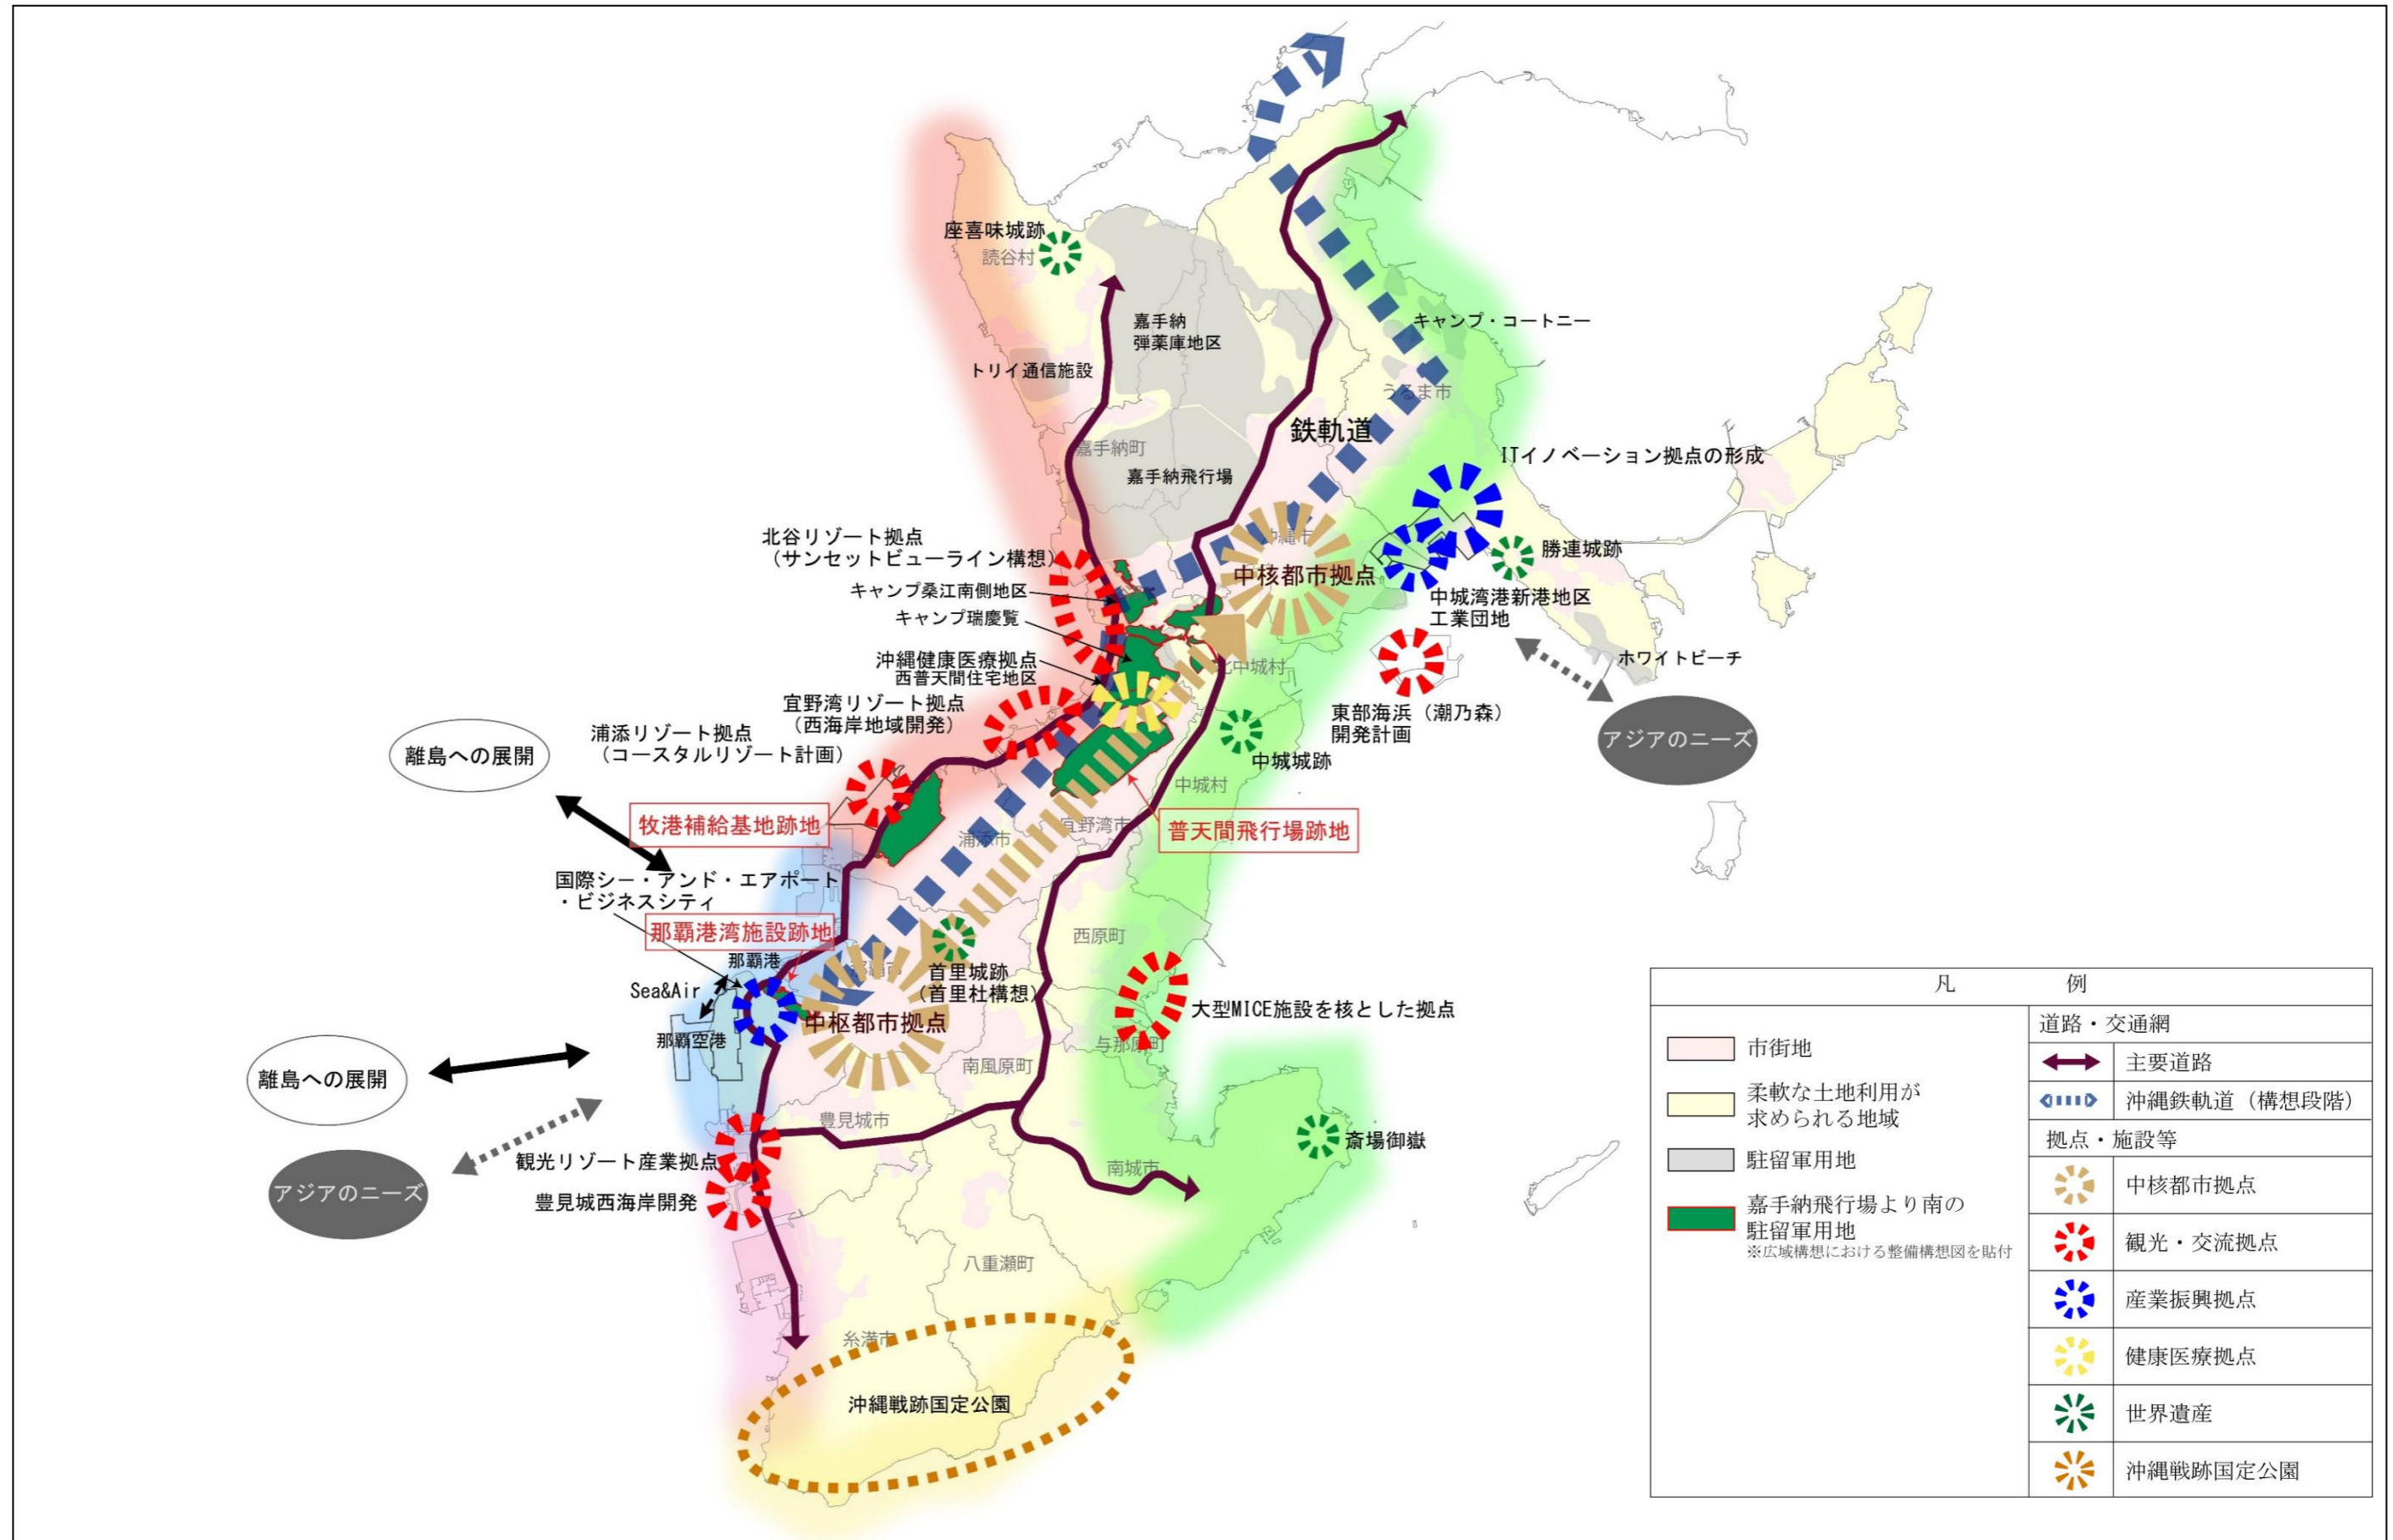 座喜味城跡
読谷村
嘉手納
弾薬庫地区
キャンプ・コートニー
トリイ通信施設
うるま市
鉄軌道
嘉手納町
ITイノベーション拠点の形成
嘉手納飛行場
北谷リゾート拠点
（サンセットビューライン構想）
沖縄市
勝連城跡
中核都市拠点
キャンプ桑江南側地区
中城湾港新港地区
工業団地
キャンプ瑞慶覧
沖縄健康医療拠点
西普天間住宅地区
北中城村
ホワイトビーチ
宜野湾リゾート拠点
（西海岸地域開発）
東部海浜（潮乃森）
開発計画
浦添リゾート拠点
（コースタルリゾート計画）
離島への展開
アジアのニーズ
中城城跡
中城村
牧港補給基地跡地
宜野湾市
普天間飛行場跡地
浦添市
国際シー・アンド・エアポート
・ビジネスシティ
那覇港湾施設跡地
西原町
那覇港
那覇市
首里城跡
（首里杜構想）
Sea&Air
大型MICE施設を核とした拠点
中枢都市拠点
那覇空港
与那原町
離島への展開
南風原町
豊見城市
斎場御嶽
観光リゾート産業拠点
南城市
アジアのニーズ
豊見城西海岸開発
八重瀬町
糸満市
沖縄戦跡国定公園
凡例
市街地
柔軟な土地利用が
求められる地域
駐留軍用地
嘉手納飛行場より南の
駐留軍用地
※広域構想における整備構想図を貼付
道路・交通網
主要道路
沖縄鉄軌道（構想段階）
拠点・施設等
中核都市拠点
観光・交流拠点
産業振興拠点
健康医療拠点
世界遺産
沖縄戦跡国定公園